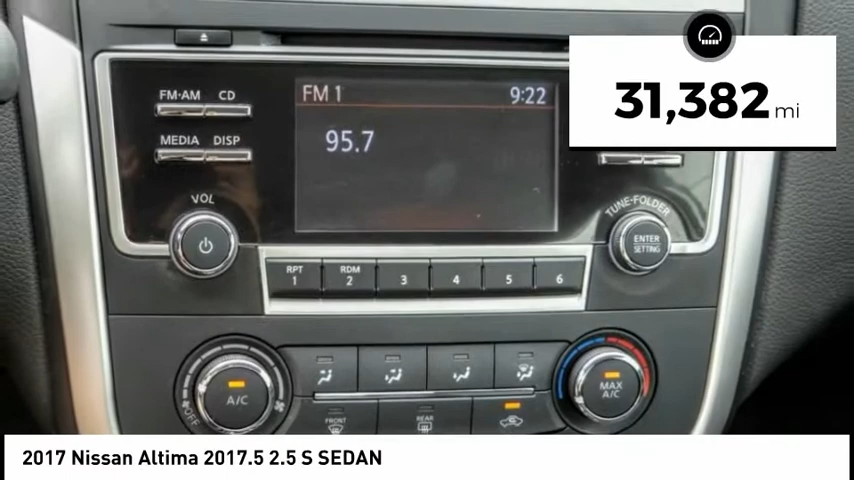 31,382 mi
FM 1 9:22
FM·AM CD
95.7
MEDIA DISP
VOL
TUNE·FOLDER
ENTER
SETTING
RPT
1
RDM
2
3
4
5
6
A/C
OFF
MAX
A/C
FRONT
REAR
2017 Nissan Altima 2017.5 2.5 S SEDAN